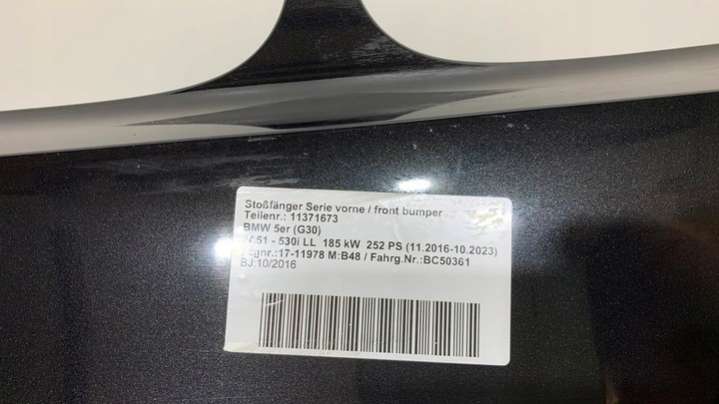 Stoßfänger Serie vorne / front bumper
Teilenr.: 11371673
BMW 5er (G30)
- 530i LL 185 kW 252 PS (11.2016-10.2023)
17-11978 M:B48 / Fahrg.Nr.:BC50361
BJ:10/2016